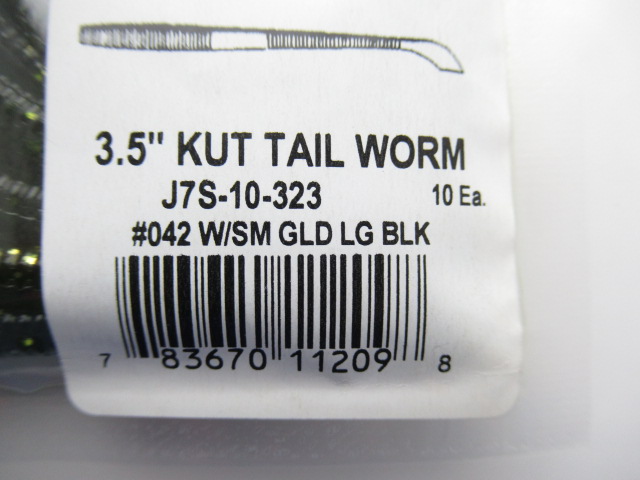 3.5" KUT TAIL WORM
J7S-10-323 10 Ea.
#042 W/SM GLD LG BLK
7 83670 11209 8